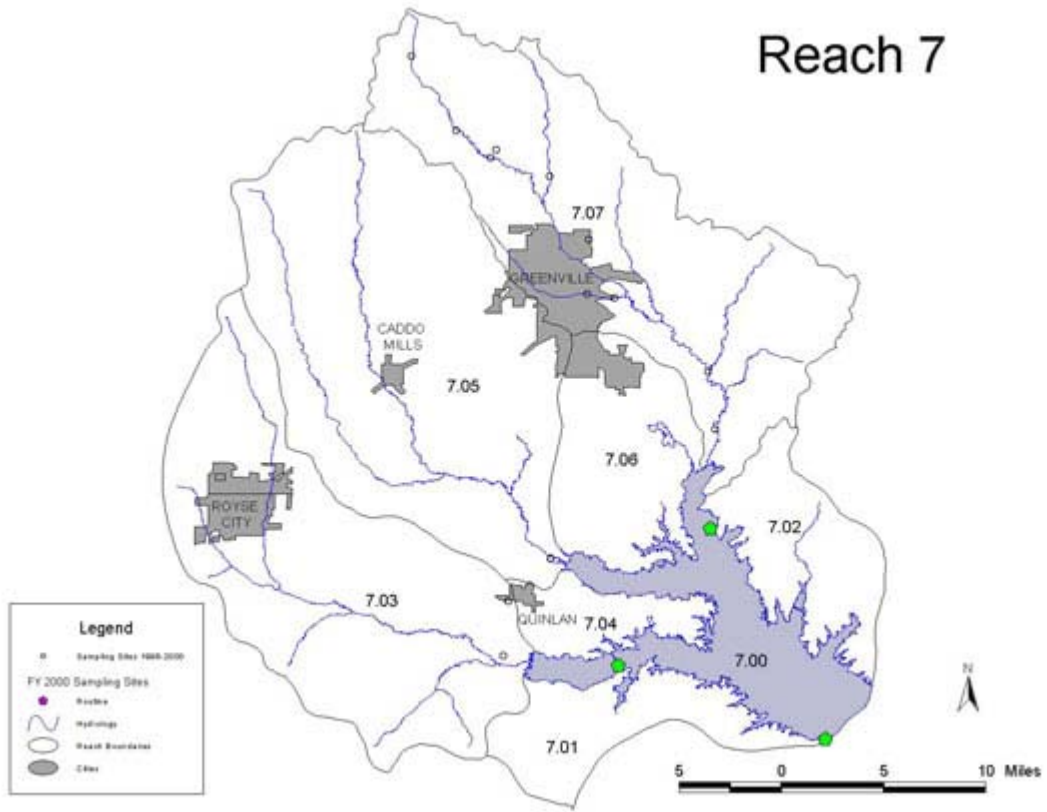 Reach 7
7.07
GREENVILLE
CADDO
MILLS
7.05
7.06
ROYSE
CITY
7.02
7.03
QUINLAN
7.04
7.00
7.01
N
5 0 5 10 Miles
Legend
Sampling Sites
FY 2000 Sampling Sites
Routine
Hydrology
Reach Boundaries
Cities